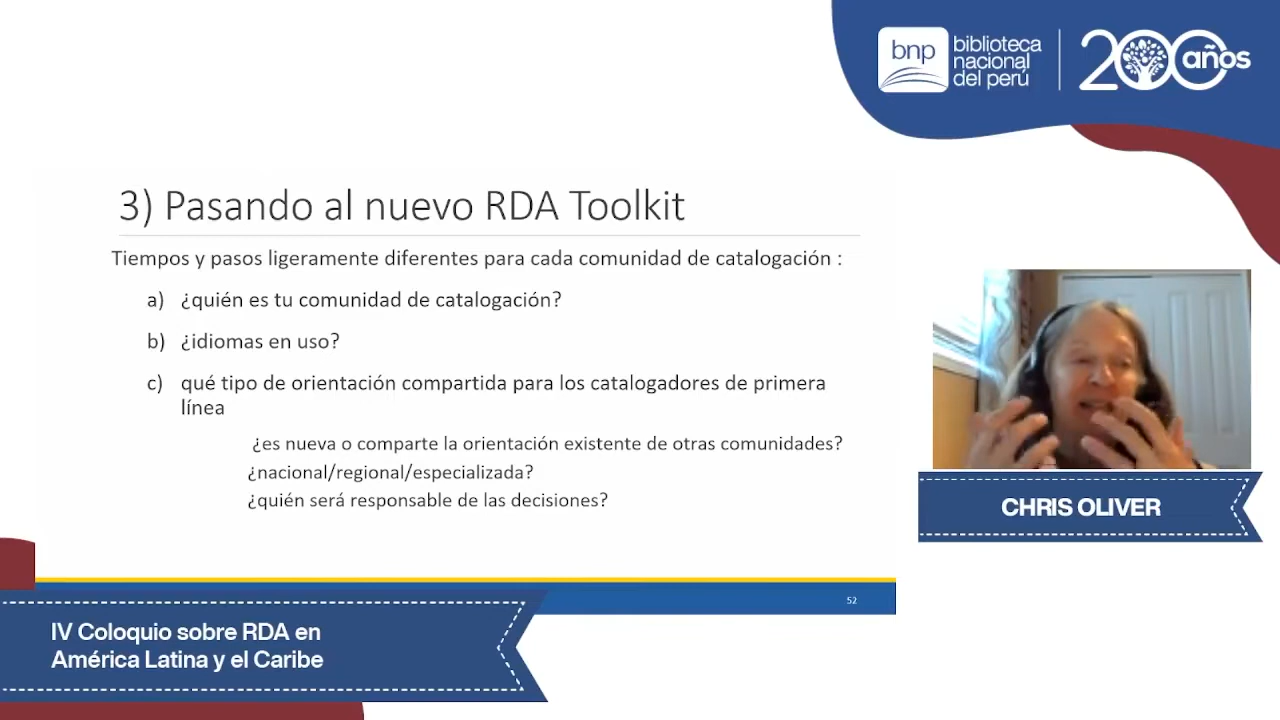 bnp
biblioteca
nacional
del perú
200 años
3) Pasando al nuevo RDA Toolkit
Tiempos y pasos ligeramente diferentes para cada comunidad de catalogación :
a) ¿quién es tu comunidad de catalogación?
b) ¿idiomas en uso?
c) qué tipo de orientación compartida para los catalogadores de primera
línea
¿es nueva o comparte la orientación existente de otras comunidades?
¿nacional/regional/especializada?
¿quién será responsable de las decisiones?
CHRIS OLIVER
52
IV Coloquio sobre RDA en
América Latina y el Caribe